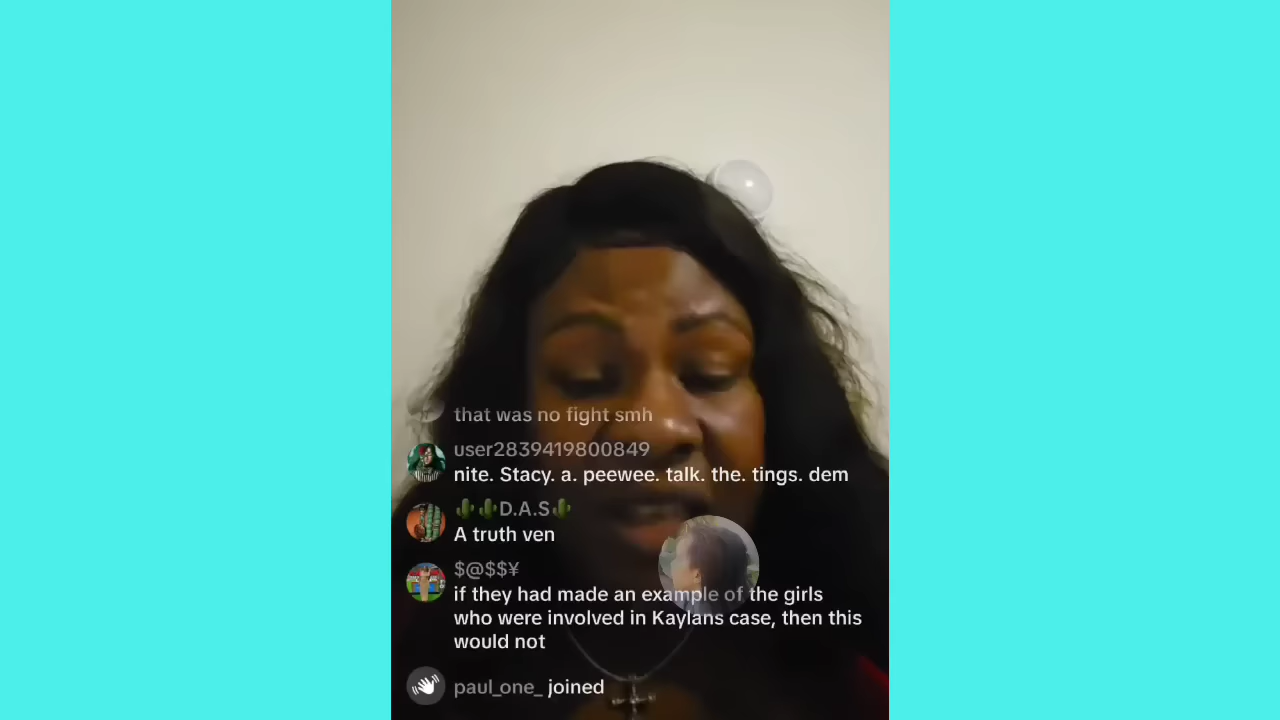 that was no fight smh
user2839419800849
nite. Stacy. a. peewee. talk. the. tings. dem
🌵🌵D.A.S🌵
A truth ven
$@$$¥
if they had made an example of the girls
who were involved in Kaylans case, then this
would not
paul_one_ joined